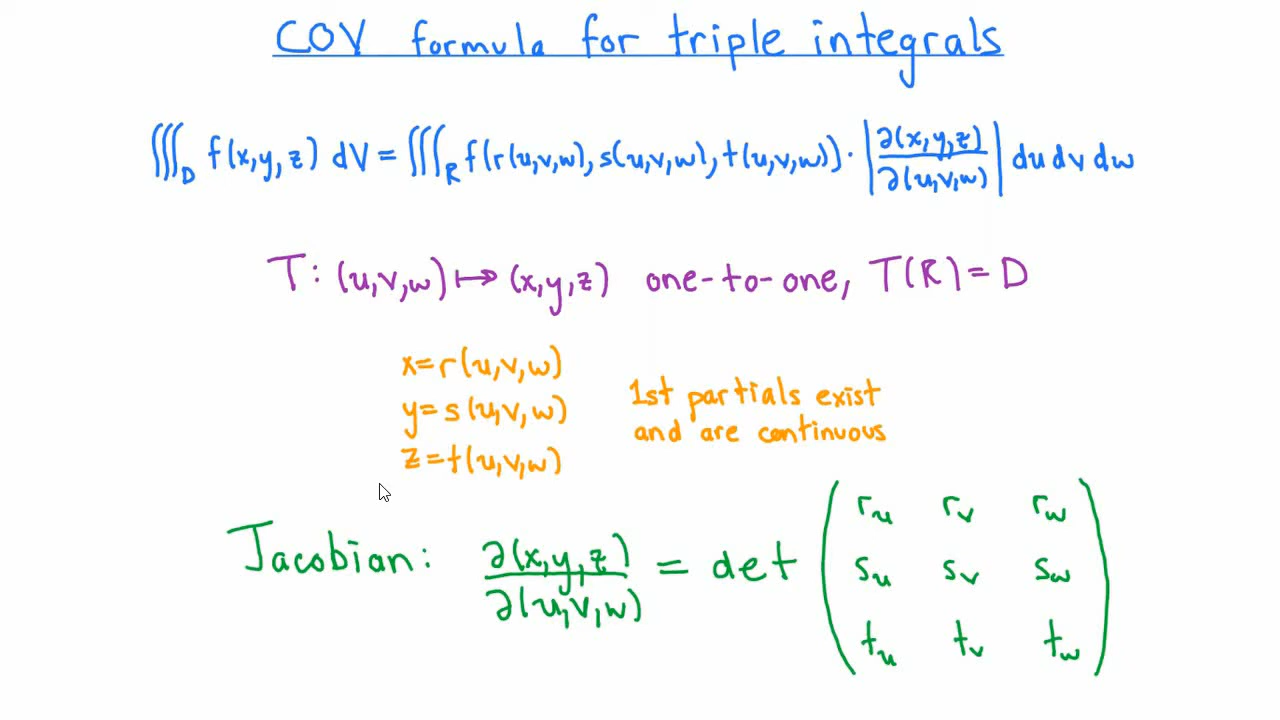 COV formula for triple integrals
∭_D f(x,y,z) dV = ∭_R f(r(u,v,w), s(u,v,w), t(u,v,w)) · |∂(x,y,z)/∂(u,v,w)| du dv dw
T: (u,v,w) ↦ (x,y,z) one-to-one, T(R) = D
x = r(u,v,w)
y = s(u,v,w)
z = t(u,v,w)
1st partials exist
and are continuous
Jacobian: ∂(x,y,z)/∂(u,v,w) = det
r_u r_v r_w
s_u s_v s_w
t_u t_v t_w